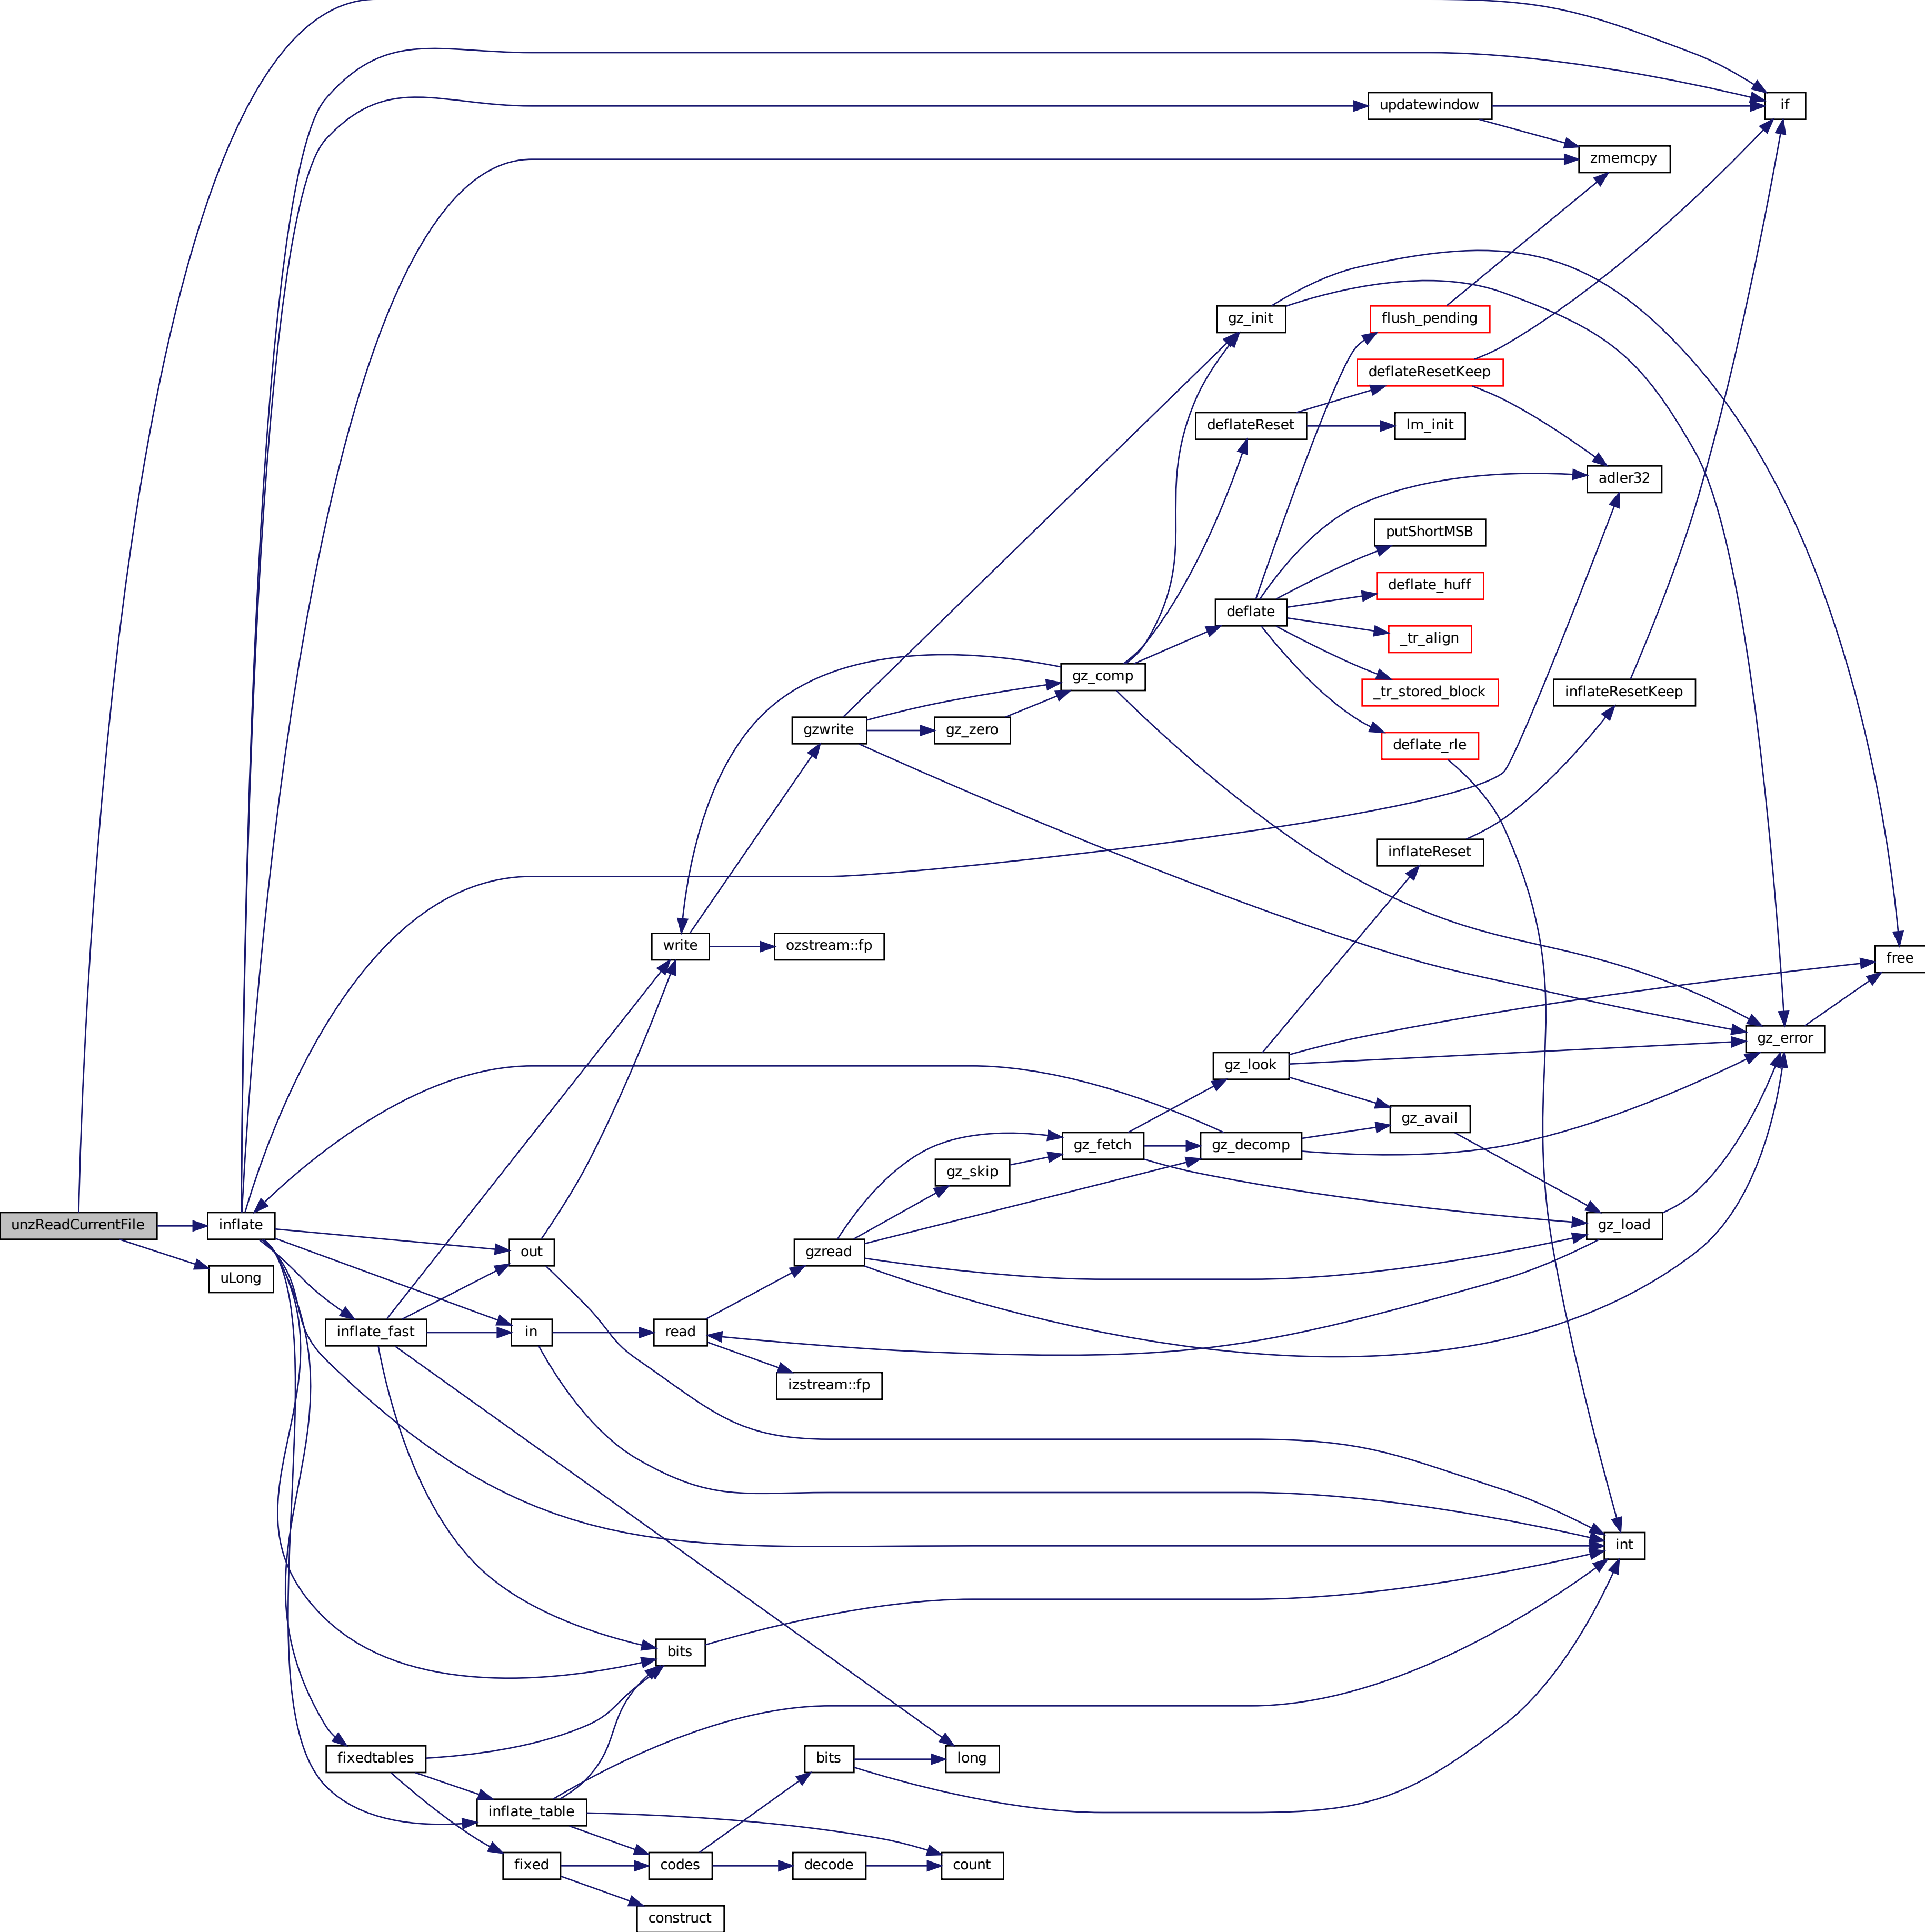 if
updatewindow
zmemcpy
gz_init
flush_pending
deflateResetKeep
deflateReset
lm_init
adler32
putShortMSB
deflate_huff
deflate
_tr_align
gz_comp
_tr_stored_block
inflateResetKeep
gzwrite
gz_zero
deflate_rle
inflateReset
write
ozstream::fp
free
gz_error
gz_look
gz_avail
gz_fetch
gz_decomp
gz_skip
unzReadCurrentFile
inflate
gz_load
out
gzread
uLong
inflate_fast
in
read
izstream::fp
int
bits
fixedtables
bits
long
inflate_table
fixed
codes
decode
count
construct